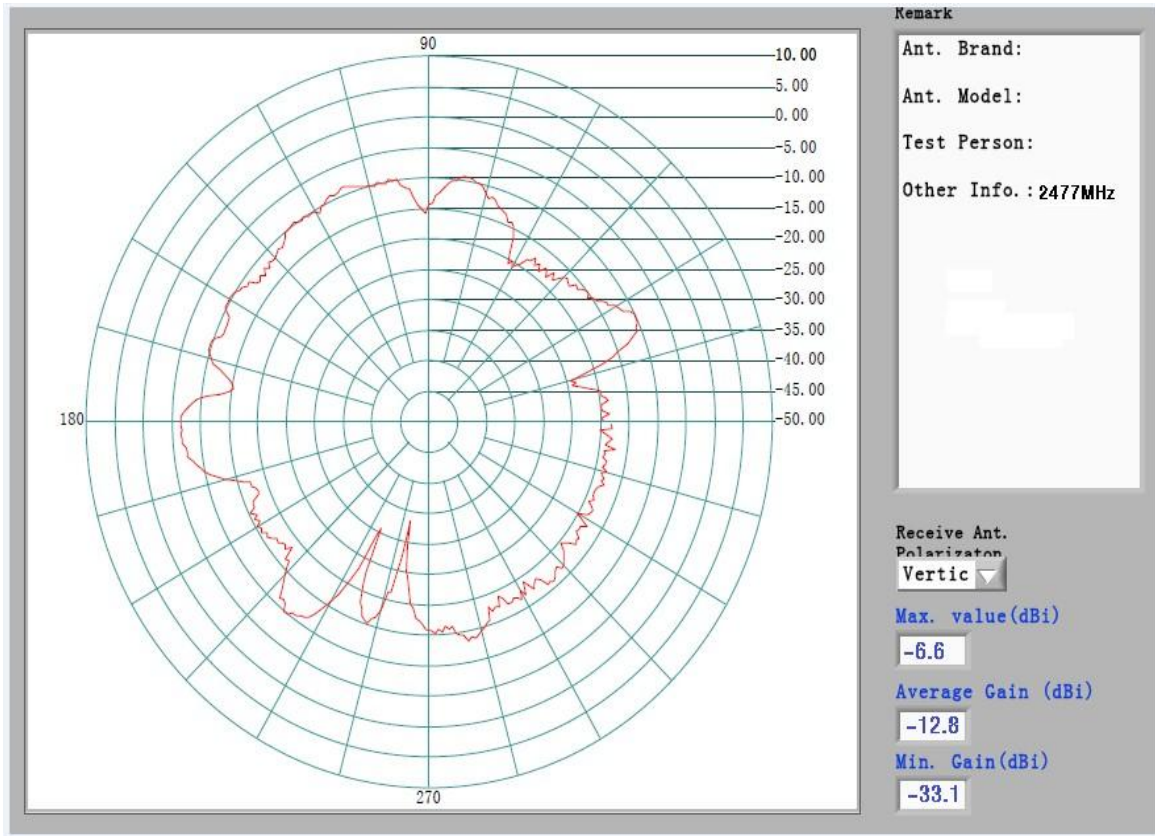 90
10.00
5.00
0.00
-5.00
-10.00
-15.00
-20.00
-25.00
-30.00
-35.00
-40.00
-45.00
-50.00
180
270
Remark
Ant. Brand:
Ant. Model:
Test Person:
Other Info.: 2477MHz
Receive Ant.
Polarizaton
Vertic
Max. value(dBi)
-6.6
Average Gain (dBi)
-12.8
Min. Gain(dBi)
-33.1